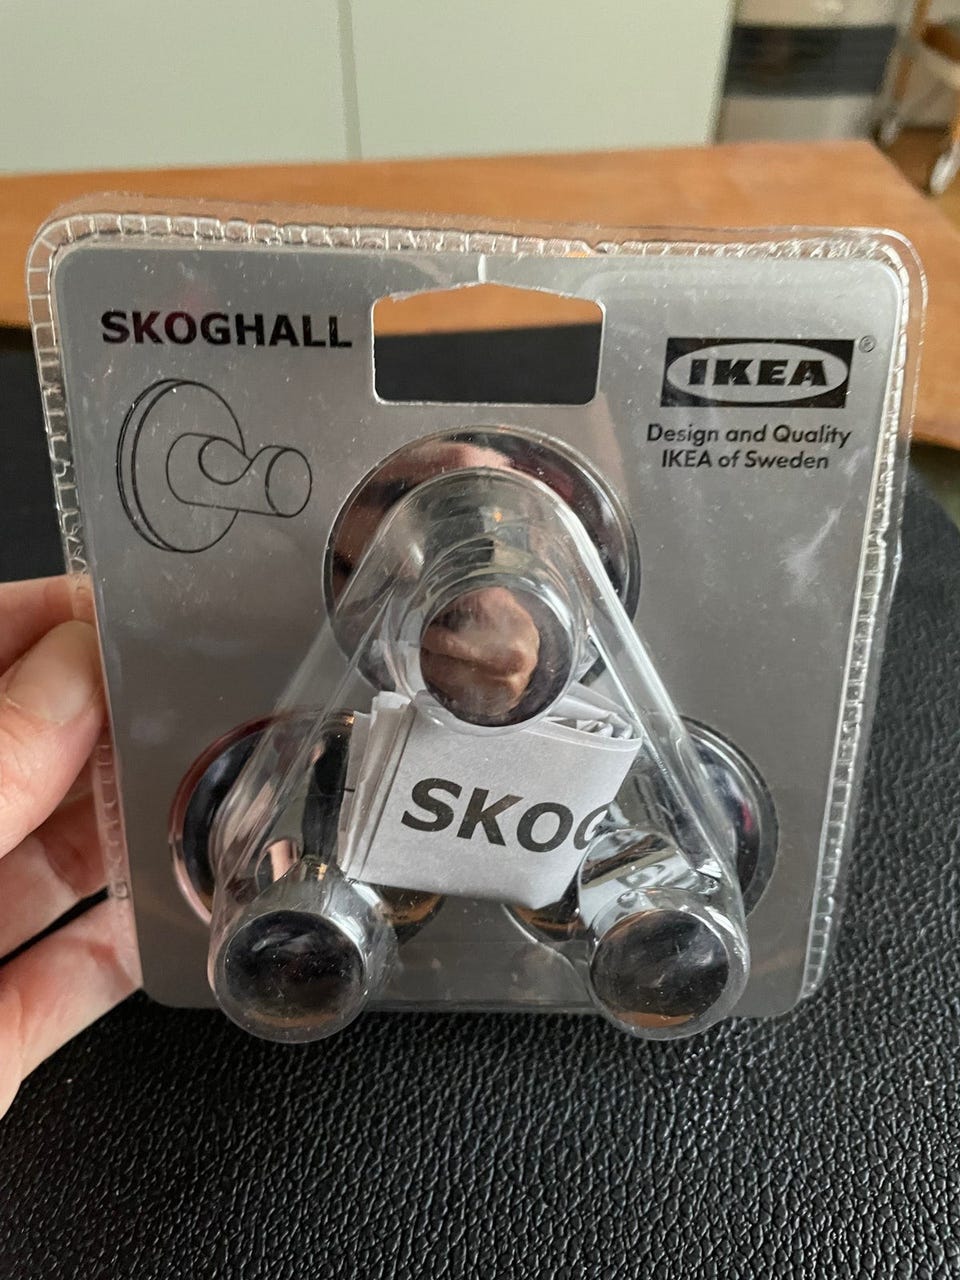 SKOGHALL
IKEA®
Design and Quality
IKEA of Sweden
SKOG